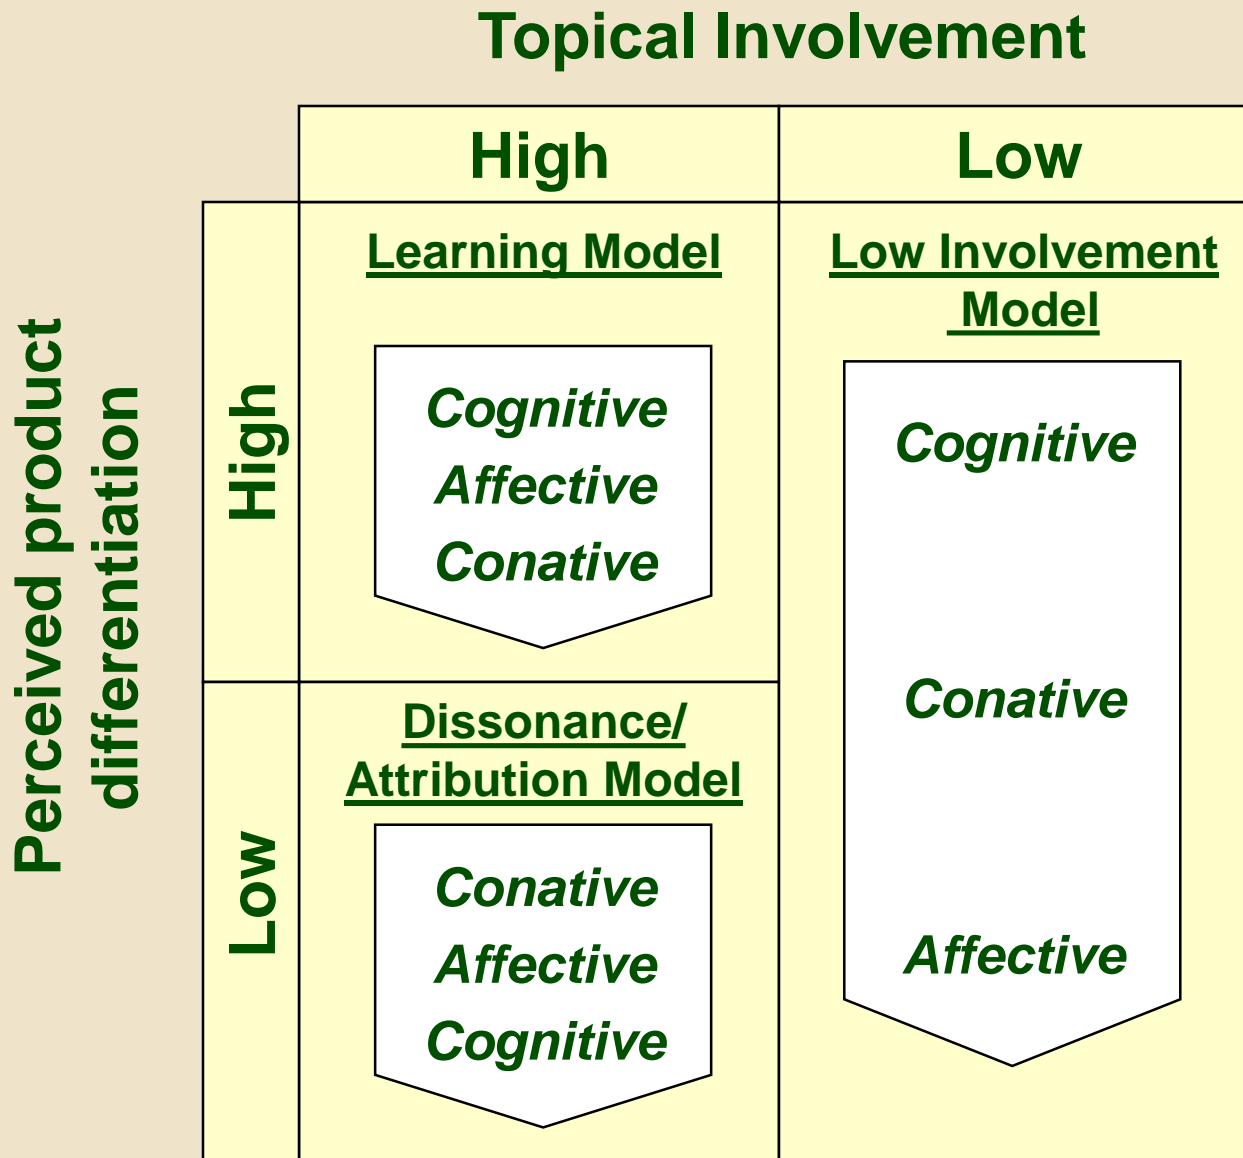 Topical Involvement
High
Low
Perceived product
differentiation
High
Learning Model
Cognitive
Affective
Conative
Low Involvement
Model
Cognitive
Conative
Affective
Low
Dissonance/
Attribution Model
Conative
Affective
Cognitive